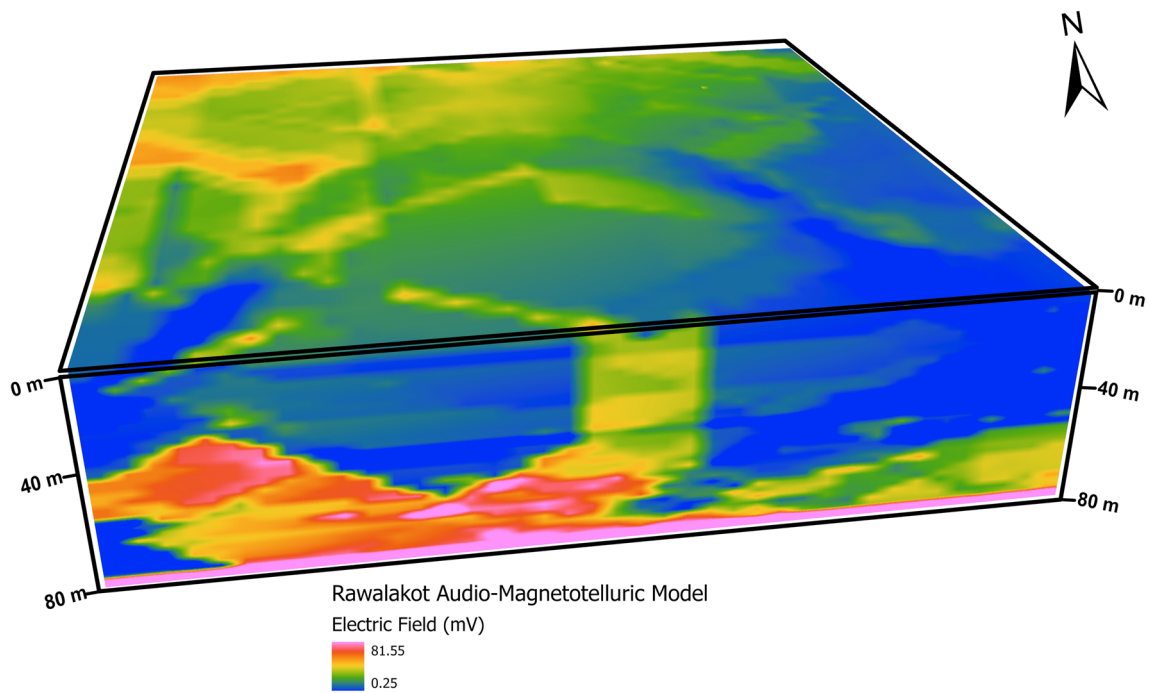 N
0 m
0 m
40 m
40 m
80 m
80 m
Rawalakot Audio-Magnetotelluric Model
Electric Field (mV)
81.55
0.25